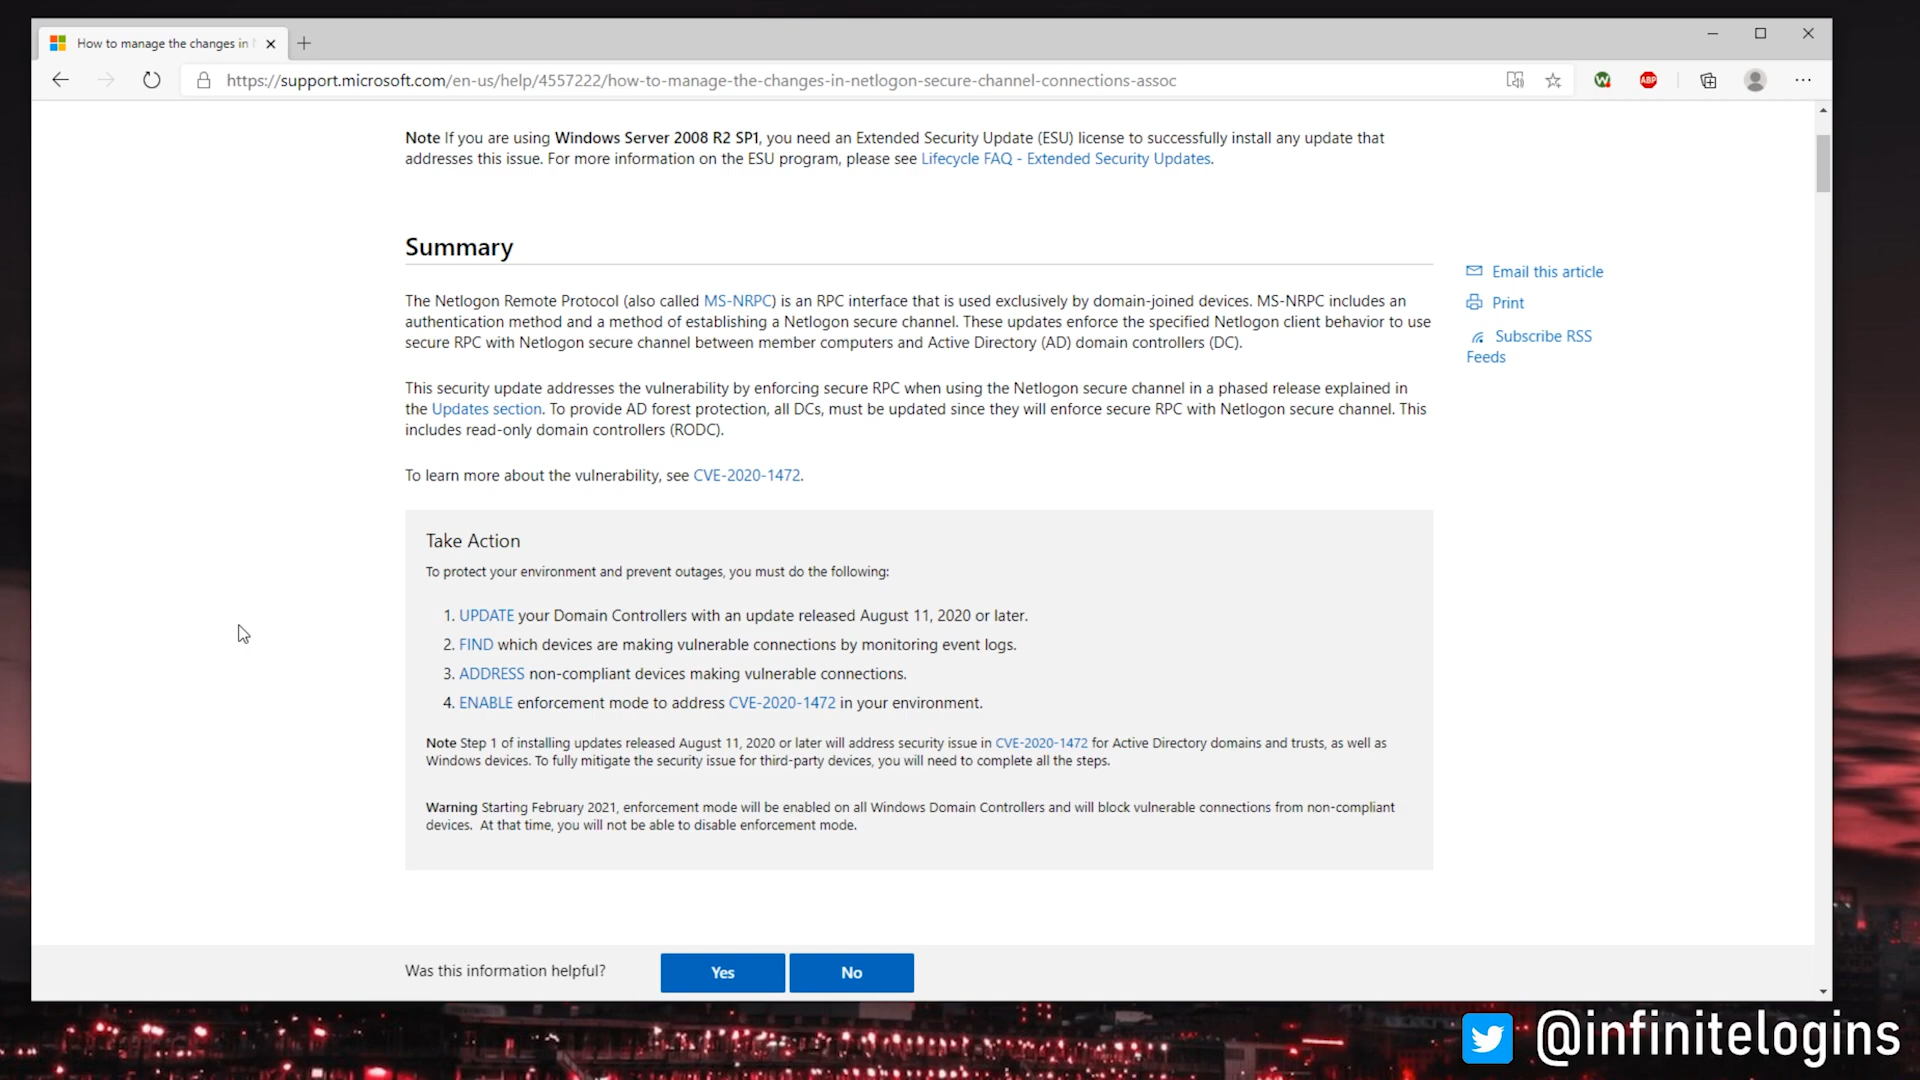 How to manage the changes in
https://support.microsoft.com/en-us/help/4557222/how-to-manage-the-changes-in-netlogon-secure-channel-connections-assoc
ABP
Note If you are using Windows Server 2008 R2 SP1, you need an Extended Security Update (ESU) license to successfully install any update that
addresses this issue. For more information on the ESU program, please see Lifecycle FAQ - Extended Security Updates.
Summary
Email this article
Print
Subscribe RSS
Feeds
The Netlogon Remote Protocol (also called MS-NRPC) is an RPC interface that is used exclusively by domain-joined devices. MS-NRPC includes an
authentication method and a method of establishing a Netlogon secure channel. These updates enforce the specified Netlogon client behavior to use
secure RPC with Netlogon secure channel between member computers and Active Directory (AD) domain controllers (DC).
This security update addresses the vulnerability by enforcing secure RPC when using the Netlogon secure channel in a phased release explained in
the Updates section. To provide AD forest protection, all DCs, must be updated since they will enforce secure RPC with Netlogon secure channel. This
includes read-only domain controllers (RODC).
To learn more about the vulnerability, see CVE-2020-1472.
Take Action
To protect your environment and prevent outages, you must do the following:
1. UPDATE your Domain Controllers with an update released August 11, 2020 or later.
2. FIND which devices are making vulnerable connections by monitoring event logs.
3. ADDRESS non-compliant devices making vulnerable connections.
4. ENABLE enforcement mode to address CVE-2020-1472 in your environment.
Note Step 1 of installing updates released August 11, 2020 or later will address security issue in CVE-2020-1472 for Active Directory domains and trusts, as well as
Windows devices. To fully mitigate the security issue for third-party devices, you will need to complete all the steps.
Warning Starting February 2021, enforcement mode will be enabled on all Windows Domain Controllers and will block vulnerable connections from non-compliant
devices. At that time, you will not be able to disable enforcement mode.
Was this information helpful?
Yes
No
@infinitelogins